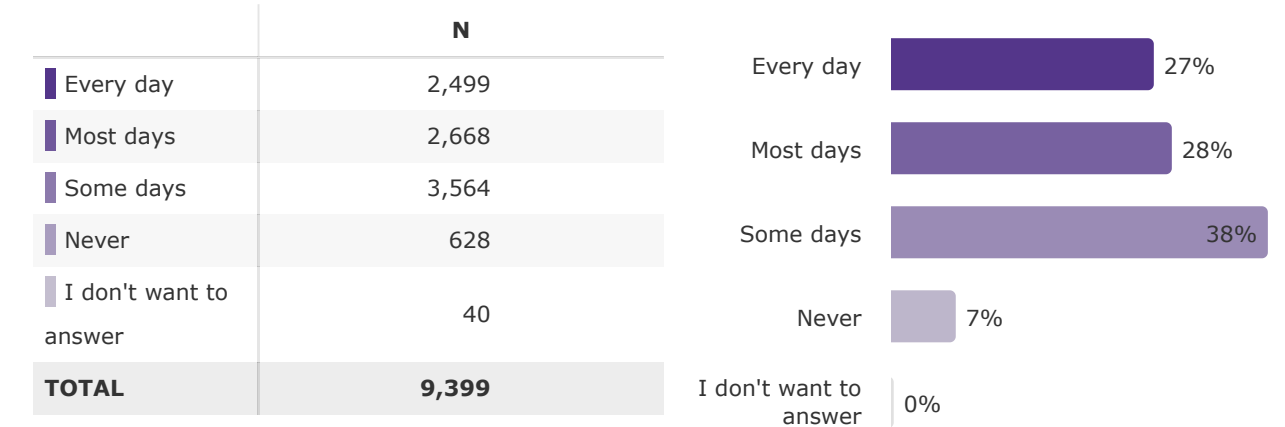 N
Every day 2,499
Most days 2,668
Some days 3,564
Never 628
I don't want to
answer 40
TOTAL 9,399
Every day 27%
Most days 28%
Some days 38%
Never 7%
I don't want to
answer 0%